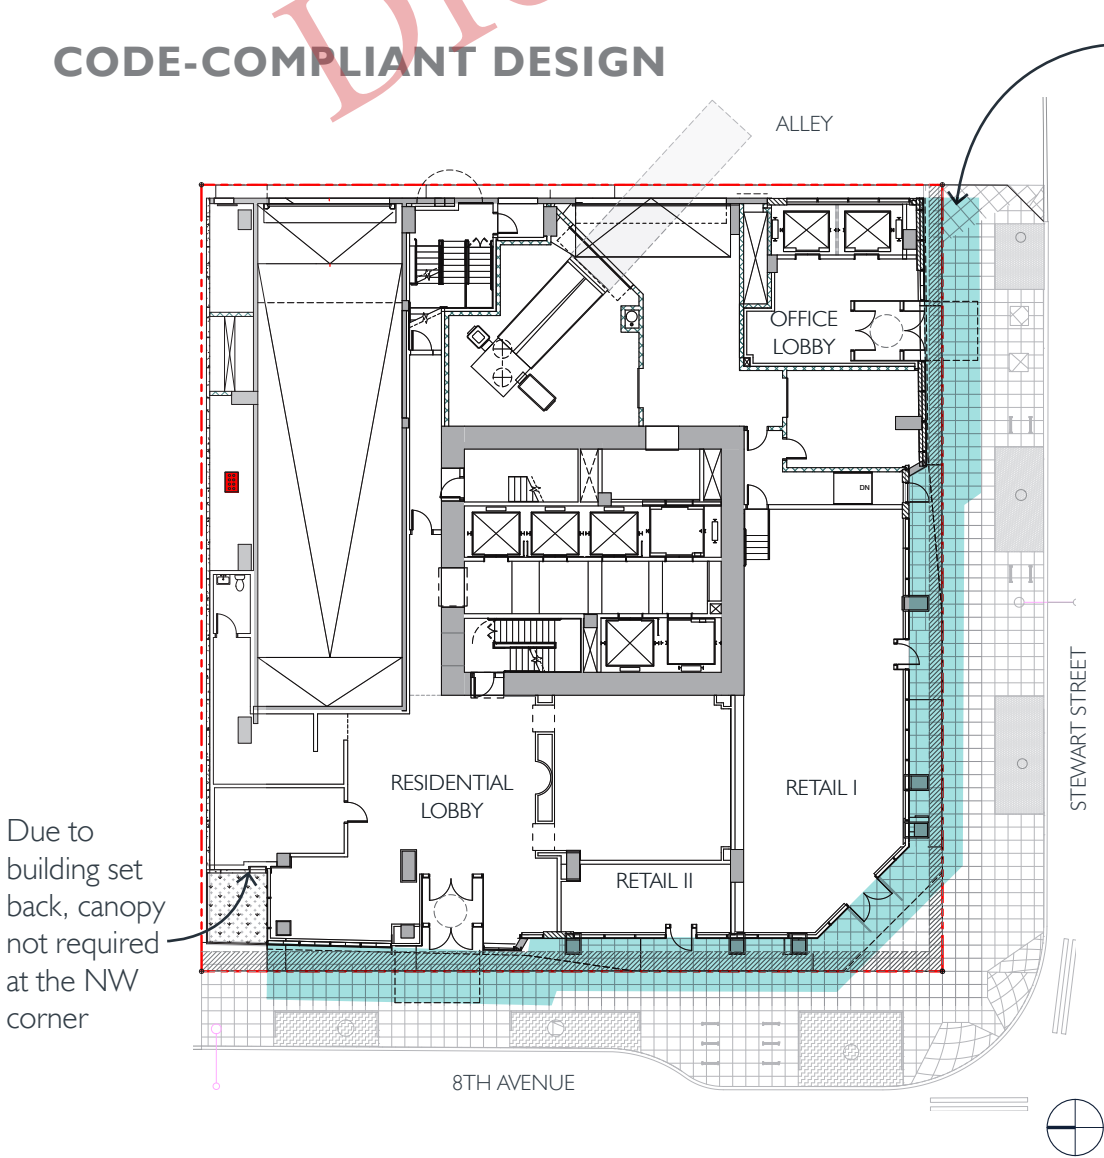 CODE-COMPLIANT DESIGN
ALLEY
OFFICE
LOBBY
DN
STEWART STREET
RESIDENTIAL
LOBBY
RETAIL I
RETAIL II
Due to
building set
back, canopy
not required
at the NW
corner
8TH AVENUE